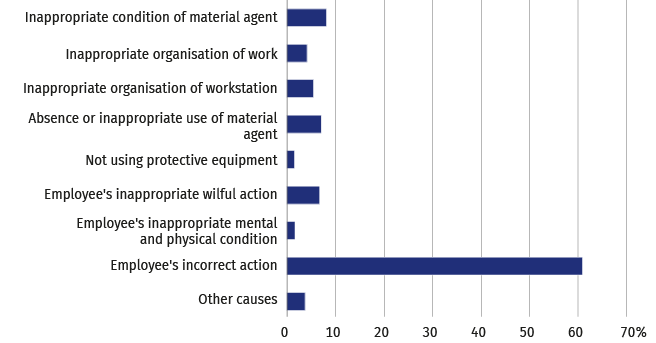 Inappropriate condition of material agent
Inappropriate organisation of work
Inappropriate organisation of workstation
Absence or inappropriate use of material
agent
Not using protective equipment
Employee's inappropriate wilful action
Employee's inappropriate mental
and physical condition
Employee's incorrect action
Other causes
0 10 20 30 40 50 60 70%